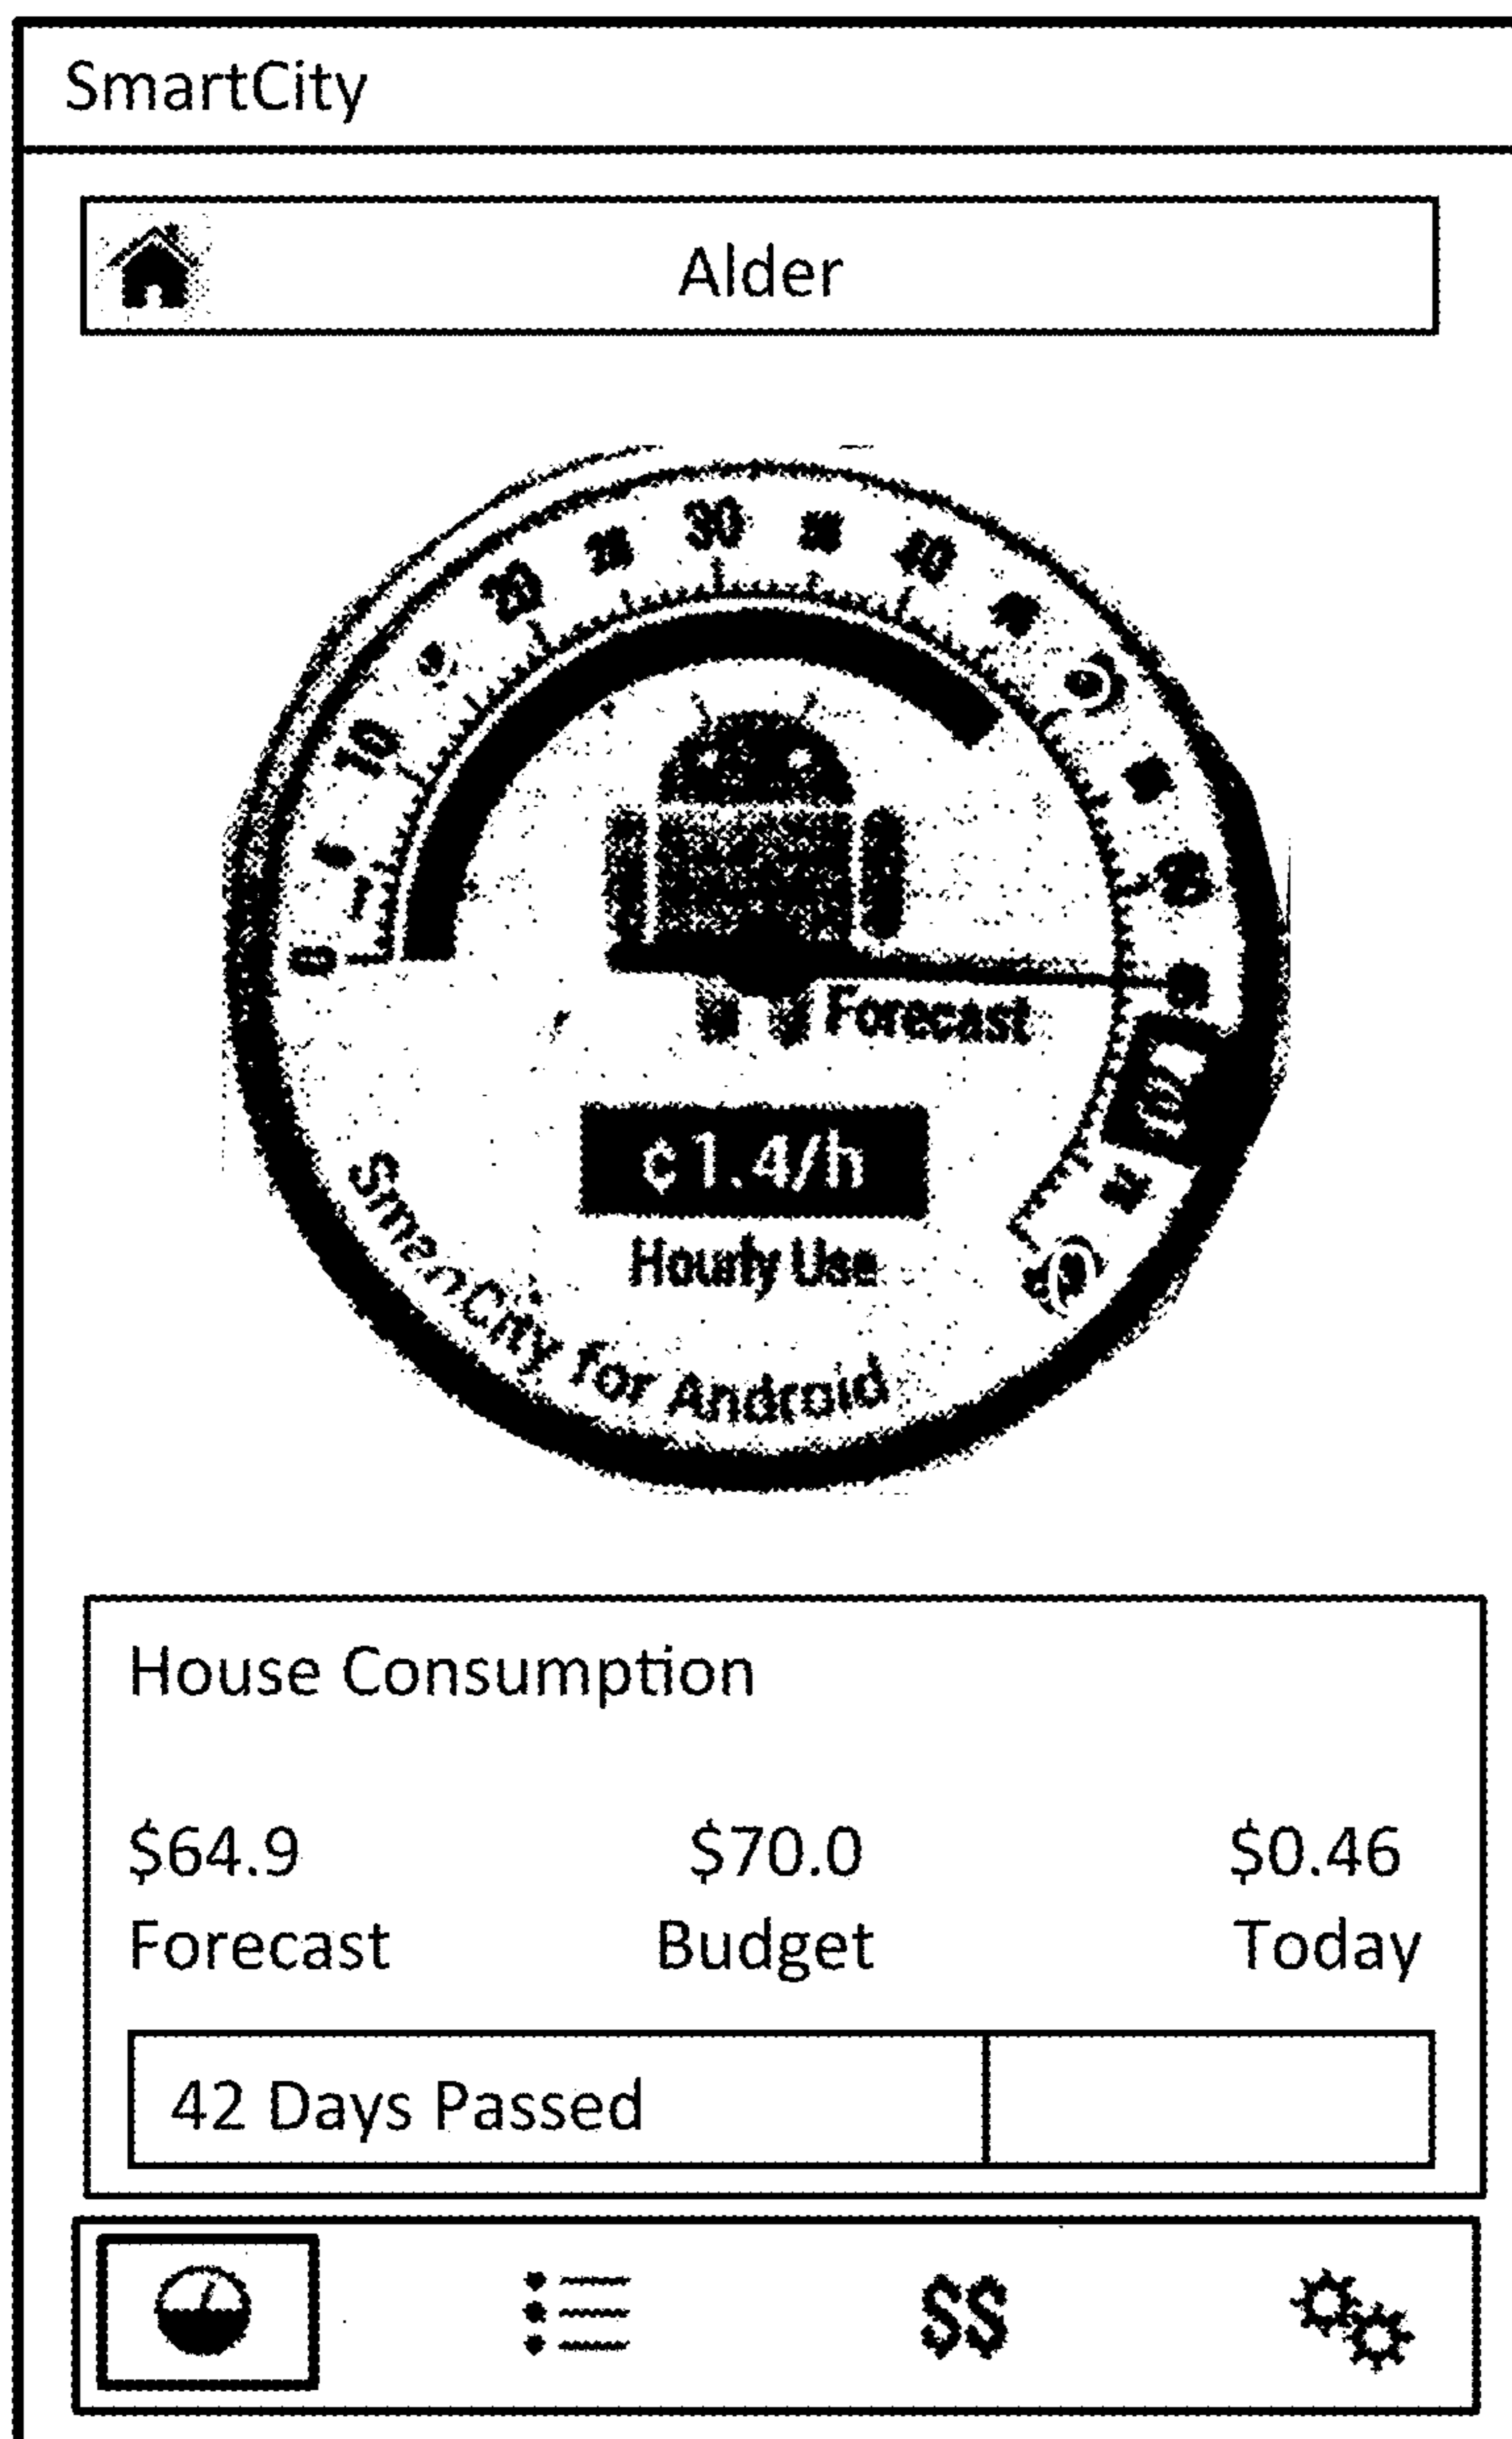 SmartCity
Alder
0
10
20
30
40
Forecast
¢1.4/h
Hourly Use
SmartCity for Android
House Consumption
$64.9 $70.0 $0.46
Forecast Budget Today
42 Days Passed
$$